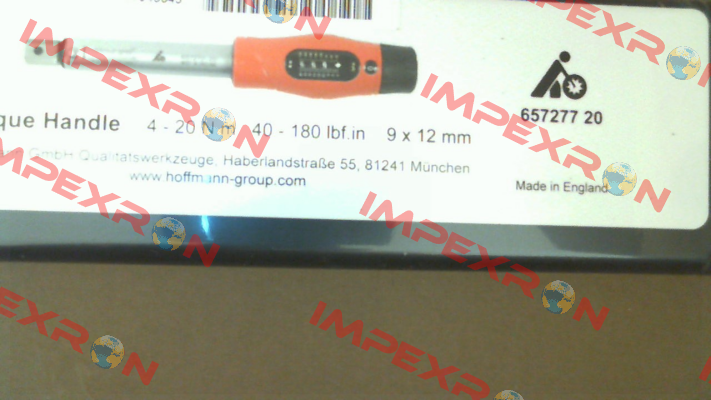 657277 20
que Handle 4 - 20 N·m 40 - 180 lbf.in 9 x 12 mm
GmbH Qualitätswerkzeuge, Haberlandstraße 55, 81241 München
www.hoffmann-group.com
Made in England
IMPEXRON
IMPEXRON
IMPEXRON
IMPEXRON
IMPEXRON
IMPEXRON
IMPEXRON